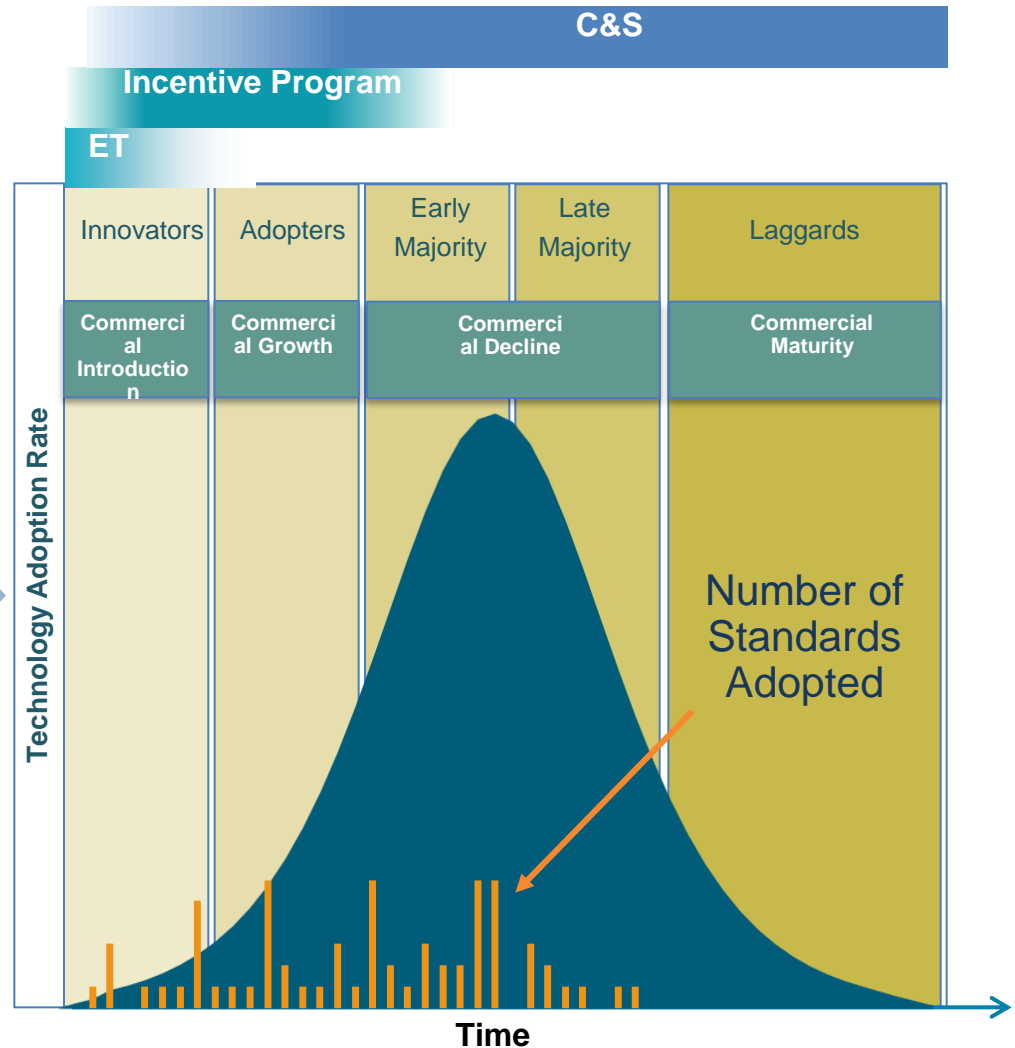 C&S
Incentive Program
ET
Innovators
Adopters
Early
Majority
Late
Majority
Laggards
Commerci
al
Introductio
n
Commerci
al Growth
Commerci
al Decline
Commercial
Maturity
Technology Adoption Rate
Number of
Standards
Adopted
Time